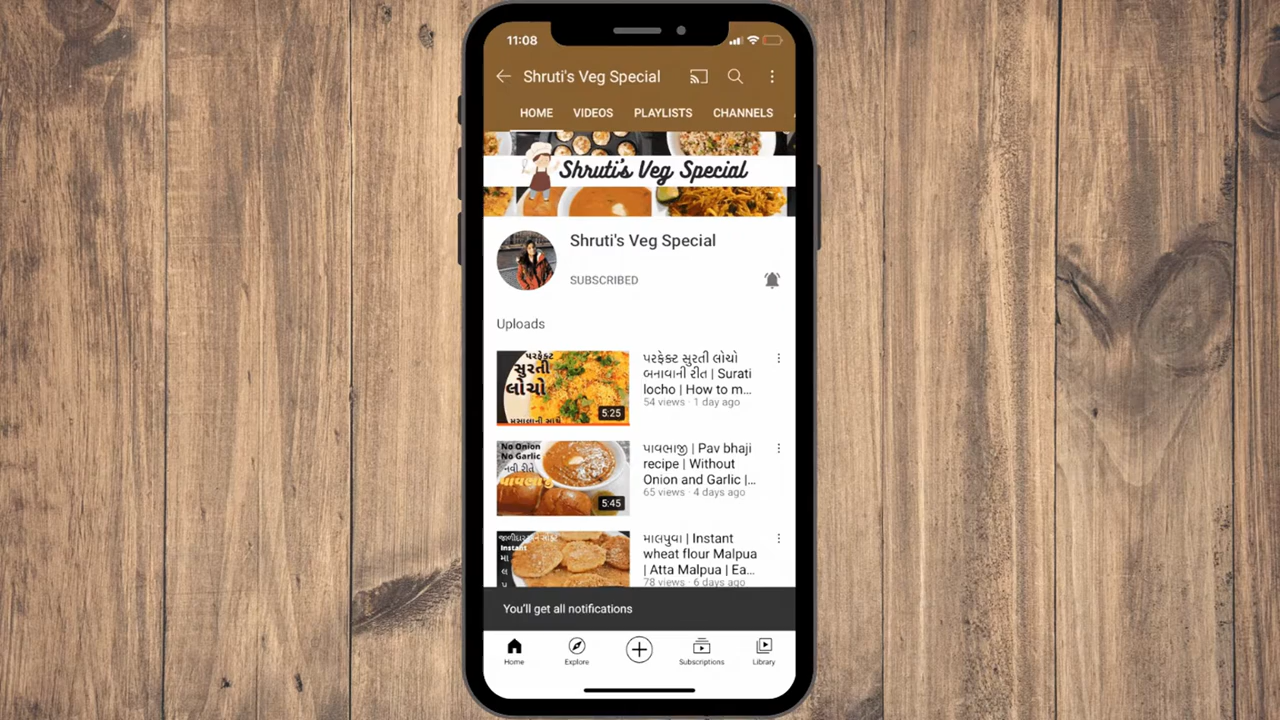 11:08
Shruti's Veg Special
HOME VIDEOS PLAYLISTS CHANNELS
Shruti's Veg Special
Shruti's Veg Special
SUBSCRIBED
Uploads
પરફેક્ટ
સુરતી
લોચો
મસાલાની સાથે
5:25
પરફેક્ટ સુરતી લોચો
બનાવાની રીત | Surati
locho | How to m...
54 views · 1 day ago
No Onion
No Garlic
નવી રીતે
પાવભાજી
5:45
પાવભાજી | Pav bhaji
recipe | Without
Onion and Garlic |...
65 views · 4 days ago
Instant
મા
લ
પુ
માલપુવા | Instant
wheat flour Malpua
| Atta Malpua | Ea...
78 views · 6 days ago
You'll get all notifications
Home Explore Subscriptions Library